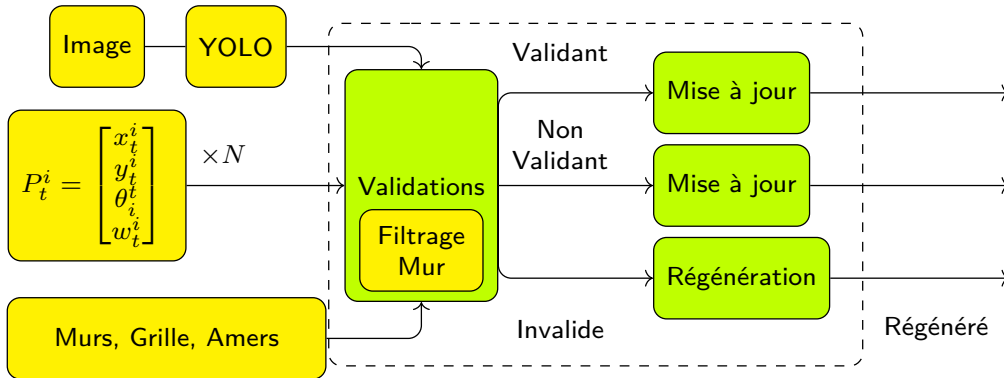 Image
YOLO
Validant
Mise à jour
P_t^i = [x_t^i
y_t^i
θ_i^t
w_t^i]
×N
Non
Validant
Validations
Mise à jour
Filtrage
Mur
Régénération
Murs, Grille, Amers
Invalide
Régénéré